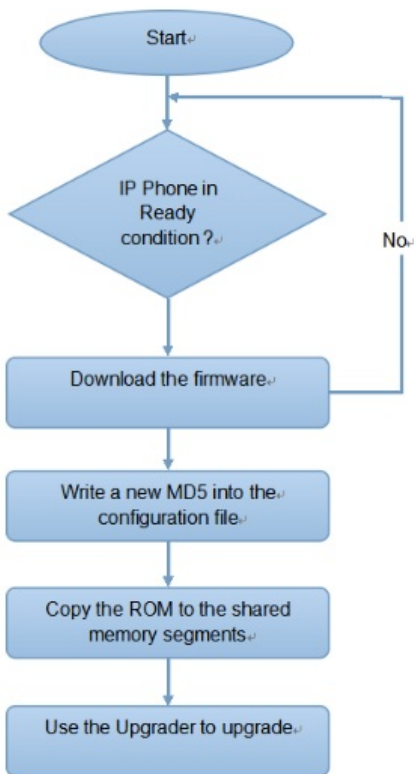 Start
IP Phone in
Ready
condition?
No
Download the firmware
Write a new MD5 into the
configuration file
Copy the ROM to the shared
memory segments
Use the Upgrader to upgrade